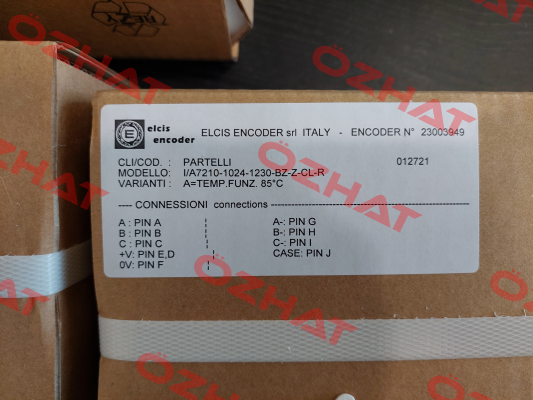 ÖZHAT
elcis
encoder
ELCIS ENCODER srl ITALY - ENCODER N° 23003949
CLI/COD. : PARTELLI 012721
MODELLO: I/A7210-1024-1230-BZ-Z-CL-R
VARIANTI : A=TEMP.FUNZ. 85°C
CONNESSIONI connections
A : PIN A A-: PIN G
B : PIN B B-: PIN H
C : PIN C C-: PIN I
+V: PIN E,D CASE: PIN J
0V: PIN F
ÖZHAT
ÖZHAT
ÖZHAT